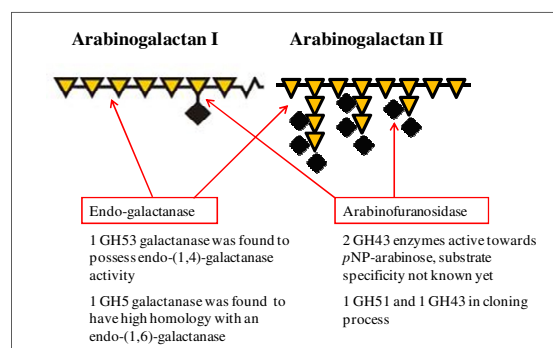 Arabinogalactan I
Arabinogalactan II
Endo-galactanase
1 GH53 galactanase was found to
possess endo-(1,4)-galactanase
activity
1 GH5 galactanase was found to
have high homology with an
endo-(1,6)-galactanase
Arabinofuranosidase
2 GH43 enzymes active towards
pNP-arabinose, substrate
specificity not known yet
1 GH51 and 1 GH43 in cloning
process